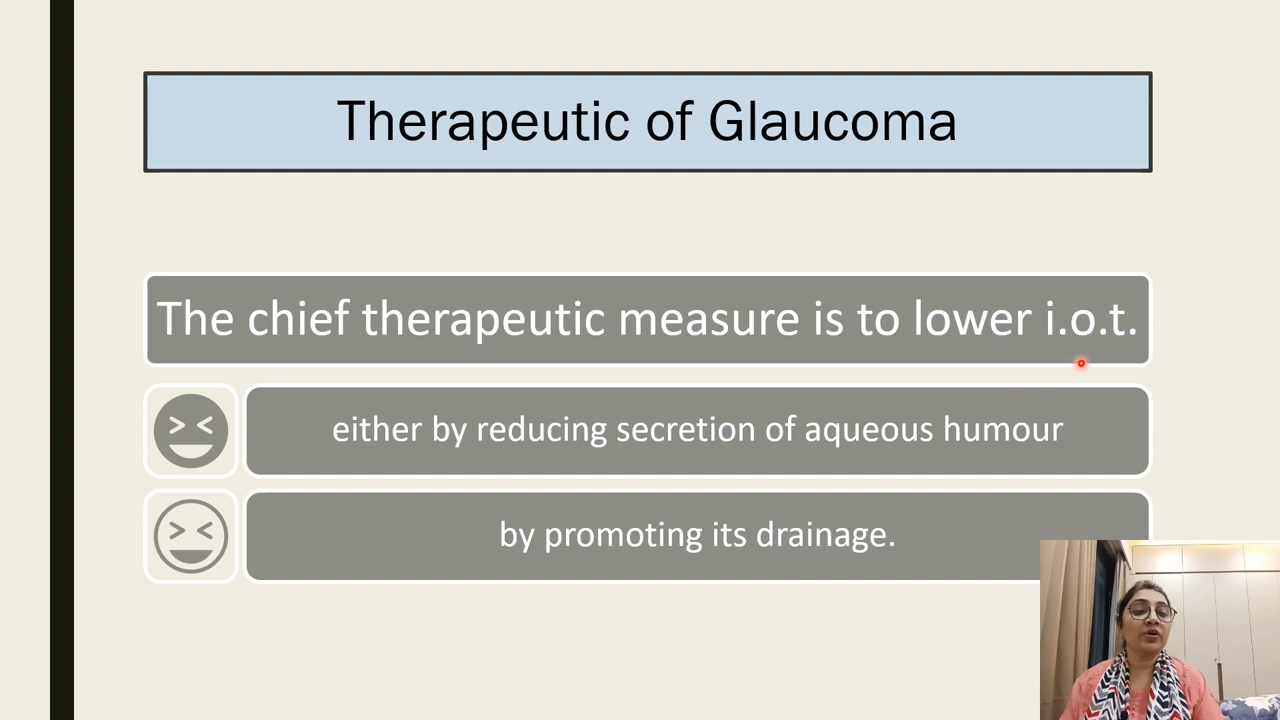 Therapeutic of Glaucoma
The chief therapeutic measure is to lower i.o.t.
either by reducing secretion of aqueous humour
by promoting its drainage.